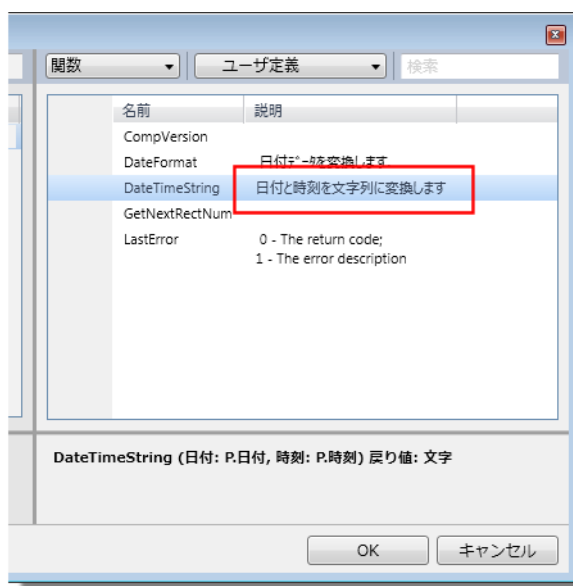 関数 ユーザ定義 検索
名前 説明
CompVersion
DateFormat 日付ﾃﾞｰﾀを変換します
DateTimeString 日付と時刻を文字列に変換します
GetNextRectNum
LastError 0 - The return code;
1 - The error description
DateTimeString (日付: P.日付, 時刻: P.時刻) 戻り値: 文字
OK キャンセル